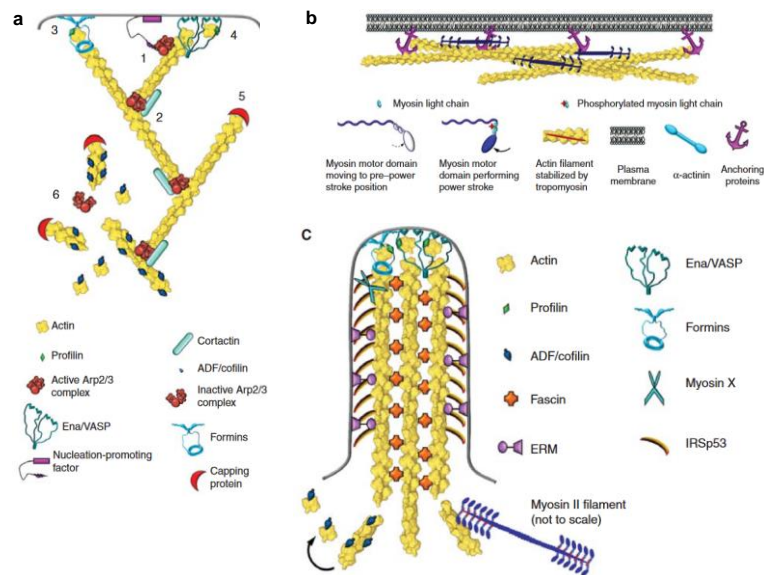 a
3
1
4
2
5
6
Actin
Profilin
Active Arp2/3
complex
Ena/VASP
Nucleation-promoting
factor
Cortactin
ADF/cofilin
Inactive Arp2/3
complex
Formins
Capping
protein
b
Myosin light chain
Phosphorylated myosin light chain
Myosin motor domain
moving to pre–power
stroke position
Myosin motor
domain performing
power stroke
Actin filament
stabilized by
tropomyosin
Plasma
membrane
α-actinin
Anchoring
proteins
c
Actin
Profilin
ADF/cofilin
Fascin
ERM
Ena/VASP
Formins
Myosin X
IRSp53
Myosin II filament
(not to scale)